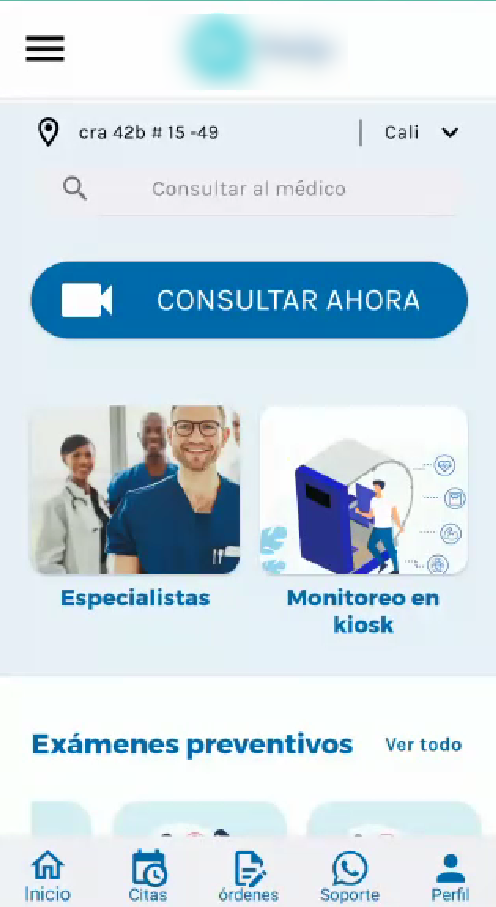 cra 42b # 15 -49
Cali
Consultar al médico
CONSULTAR AHORA
Especialistas
Monitoreo en
kiosk
Exámenes preventivos
Ver todo
Inicio
Citas
órdenes
Soporte
Perfil